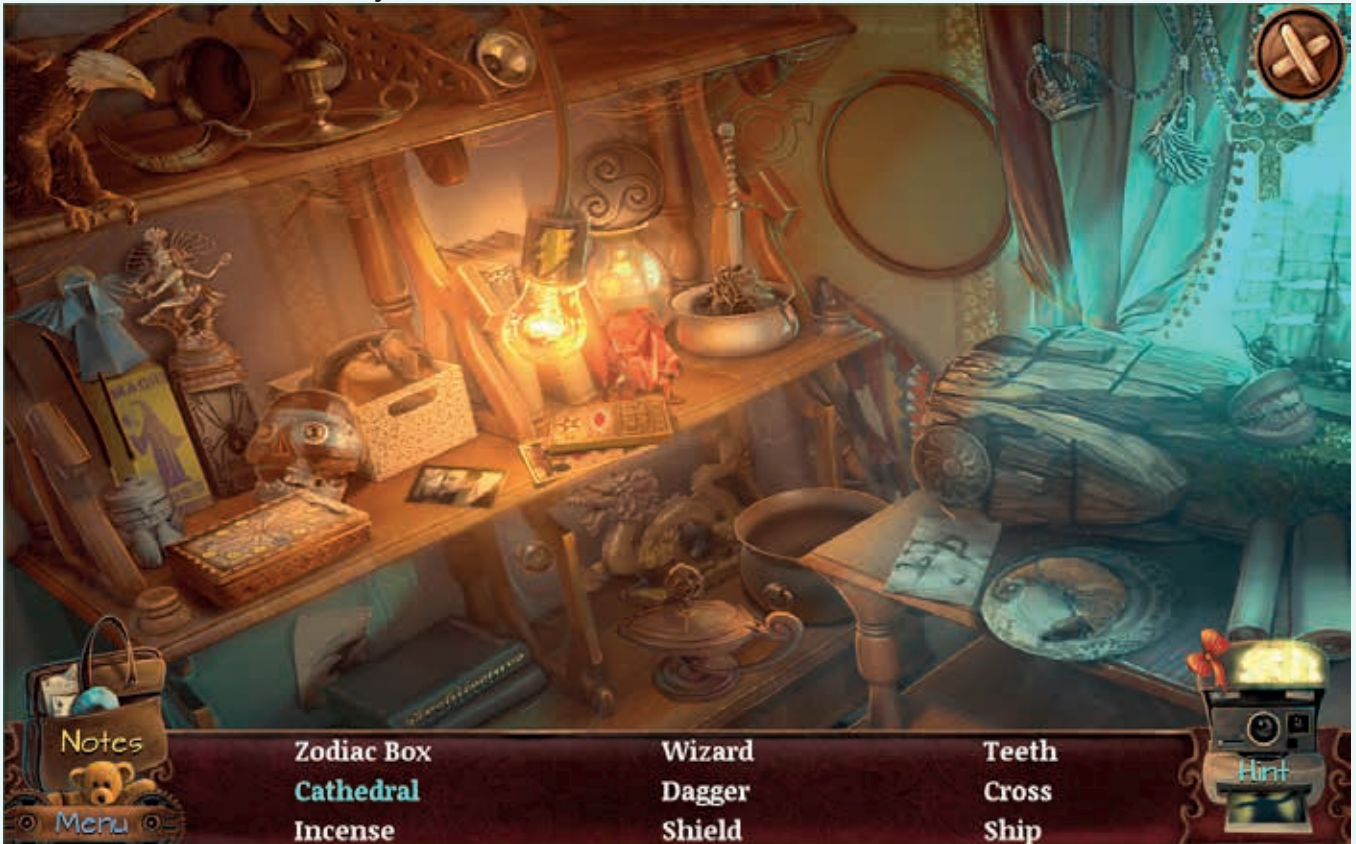 MAGIC
Notes
Menu
Zodiac Box
Cathedral
Incense
Wizard
Dagger
Shield
Teeth
Cross
Ship
Hint